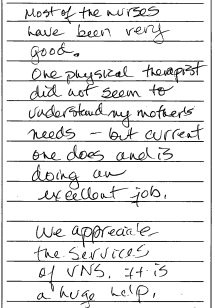 Most of the nurses
have been very
good.
One physical therapist
did not seem to
understand my mother's
needs - but current
one does and is
doing an
excellent job.
We appreciate
the services
of VNS. It is
a huge help.